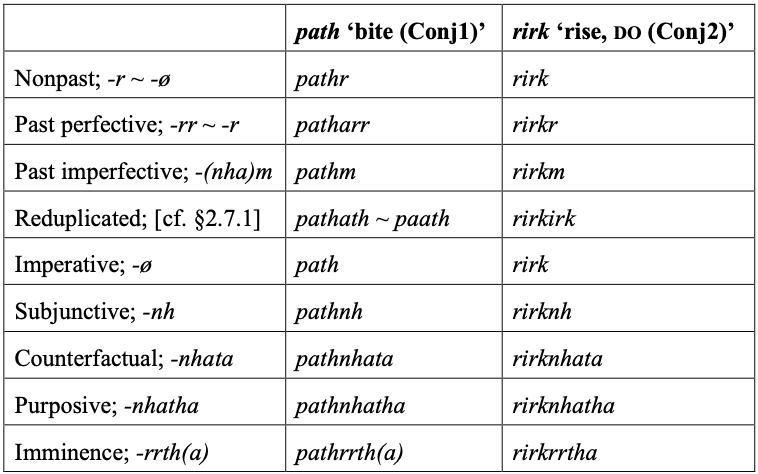 path ‘bite (Conj1)’ rirk ‘rise, DO (Conj2)’
Nonpast; -r ~ -ø pathr rirk
Past perfective; -rr ~ -r patharr rirkr
Past imperfective; -(nha)m pathm rirkm
Reduplicated; [cf. §2.7.1] pathath ~ paath rirkirk
Imperative; -ø path rirk
Subjunctive; -nh pathnh rirknh
Counterfactual; -nhata pathnhata rirknhata
Purposive; -nhatha pathnhatha rirknhatha
Imminence; -rrth(a) pathrrth(a) rirkrrtha